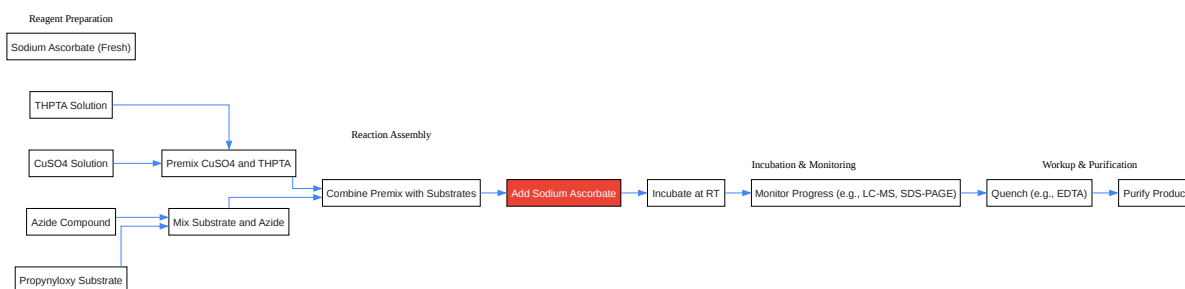 Reagent Preparation
Sodium Ascorbate (Fresh)
THPTA Solution
CuSO4 Solution
Azide Compound
Propynyloxy Substrate
Premix CuSO4 and THPTA
Mix Substrate and Azide
Reaction Assembly
Combine Premix with Substrates
Add Sodium Ascorbate
Incubation & Monitoring
Incubate at RT
Monitor Progress (e.g., LC-MS, SDS-PAGE)
Workup & Purification
Quench (e.g., EDTA)
Purify Produc